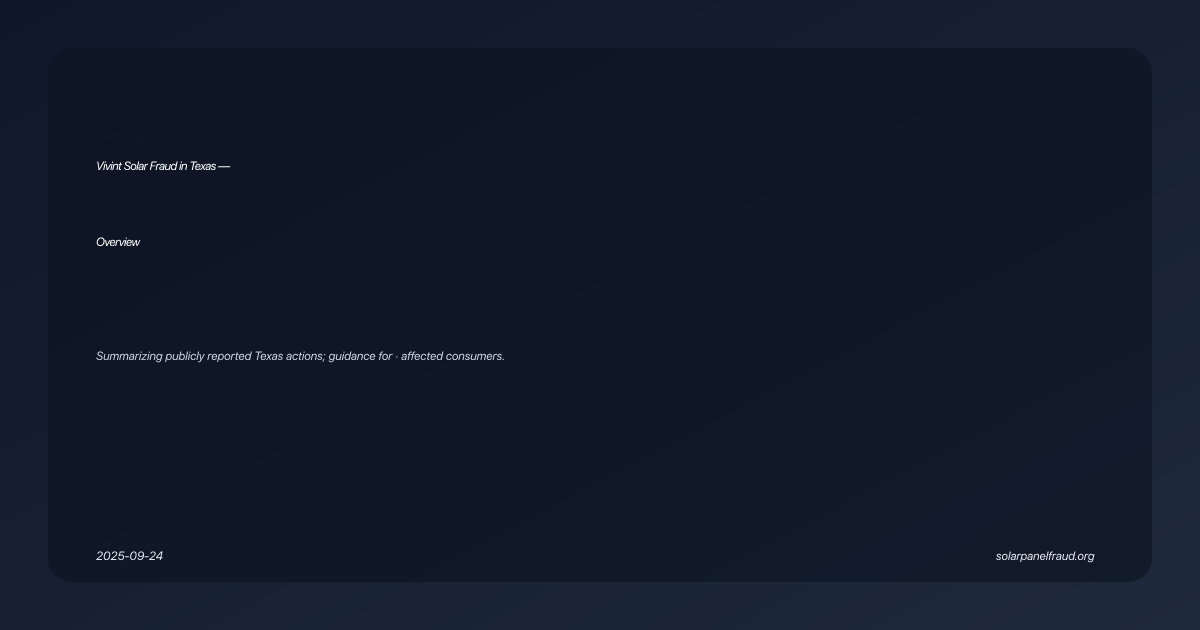 Vivint Solar Fraud in Texas —
Overview
Summarizing publicly reported Texas actions; guidance for · affected consumers.
2025-09-24
solarpanelfraud.org